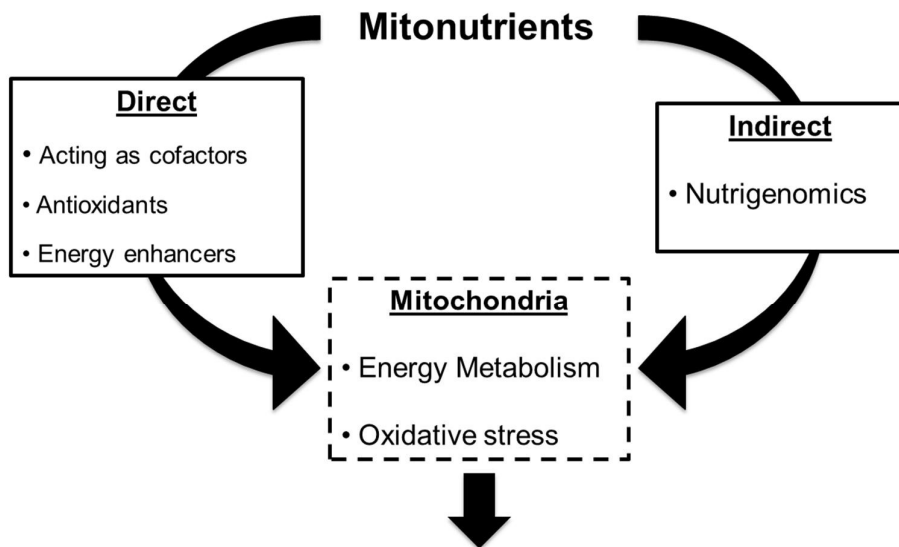 Mitonutrients
Direct
• Acting as cofactors
• Antioxidants
• Energy enhancers
Indirect
• Nutrigenomics
Mitochondria
• Energy Metabolism
• Oxidative stress